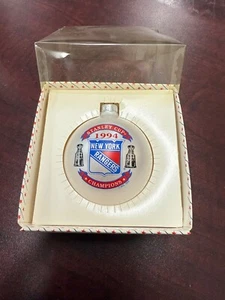 STANLEY CUP
1994
NEW YORK
RANGERS
CHAMPIONS